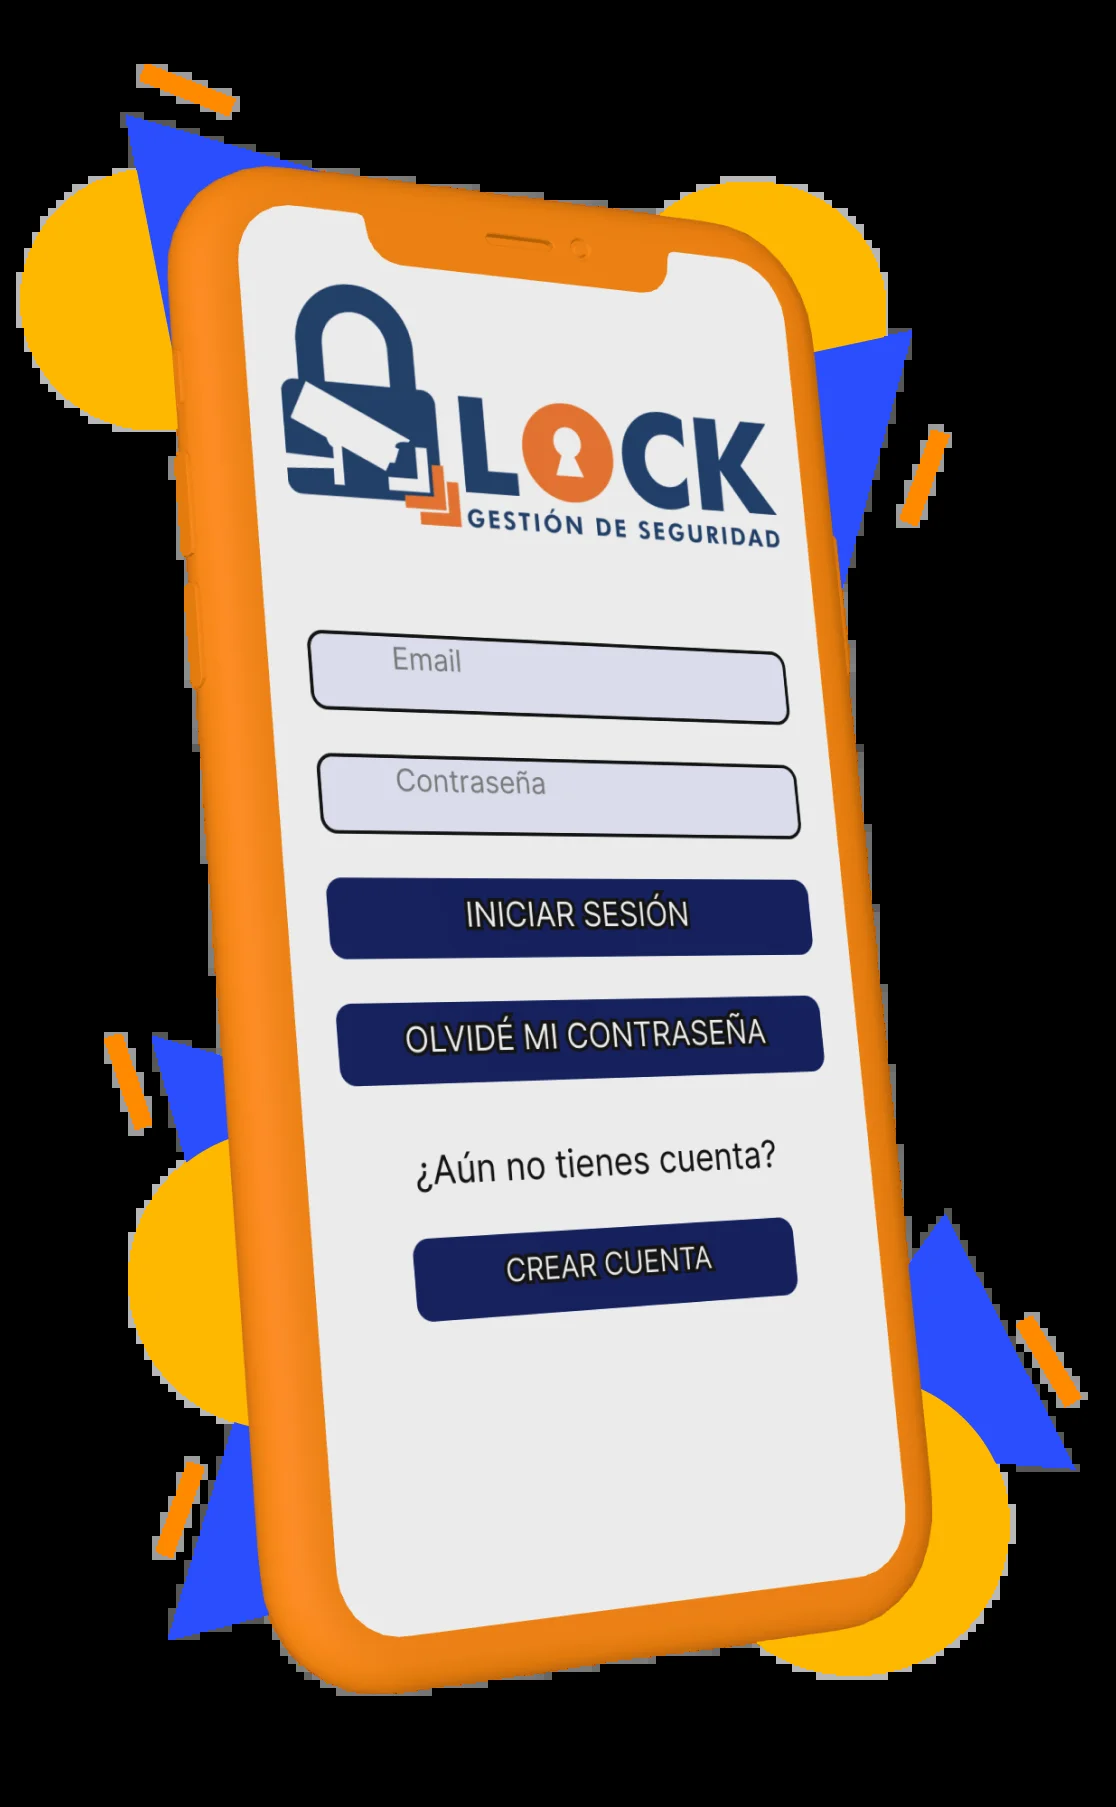 LOCK
GESTIÓN DE SEGURIDAD
Email
Contraseña
INICIAR SESIÓN
OLVIDÉ MI CONTRASEÑA
¿Aún no tienes cuenta?
CREAR CUENTA